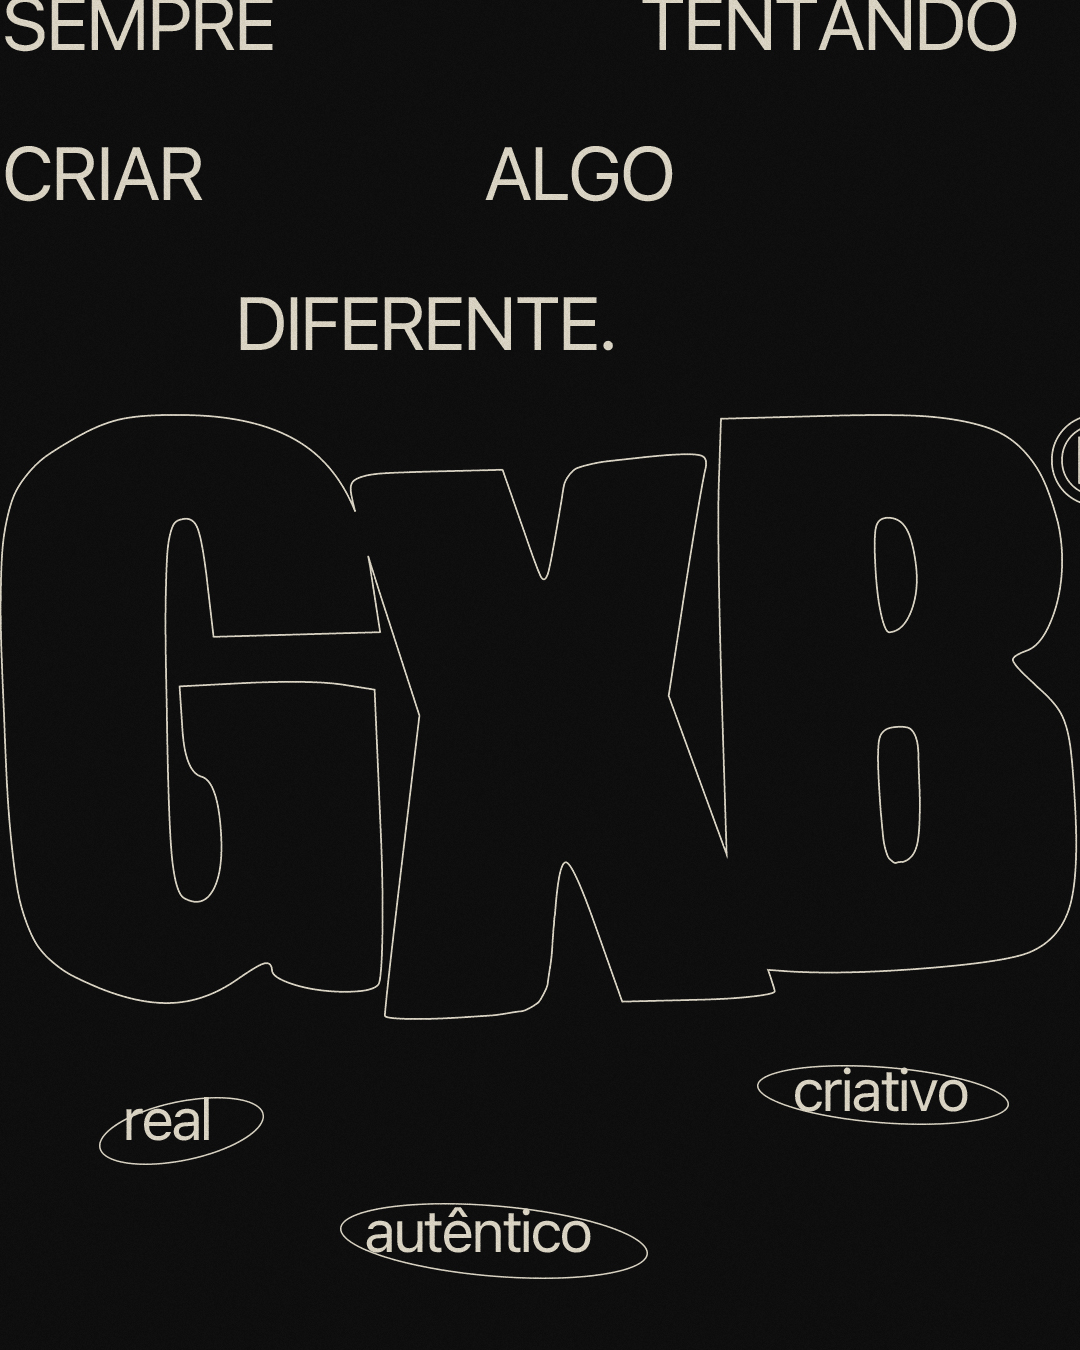 SEMPRE TENTANDO
CRIAR ALGO
DIFERENTE.
GXB
real
criativo
autêntico